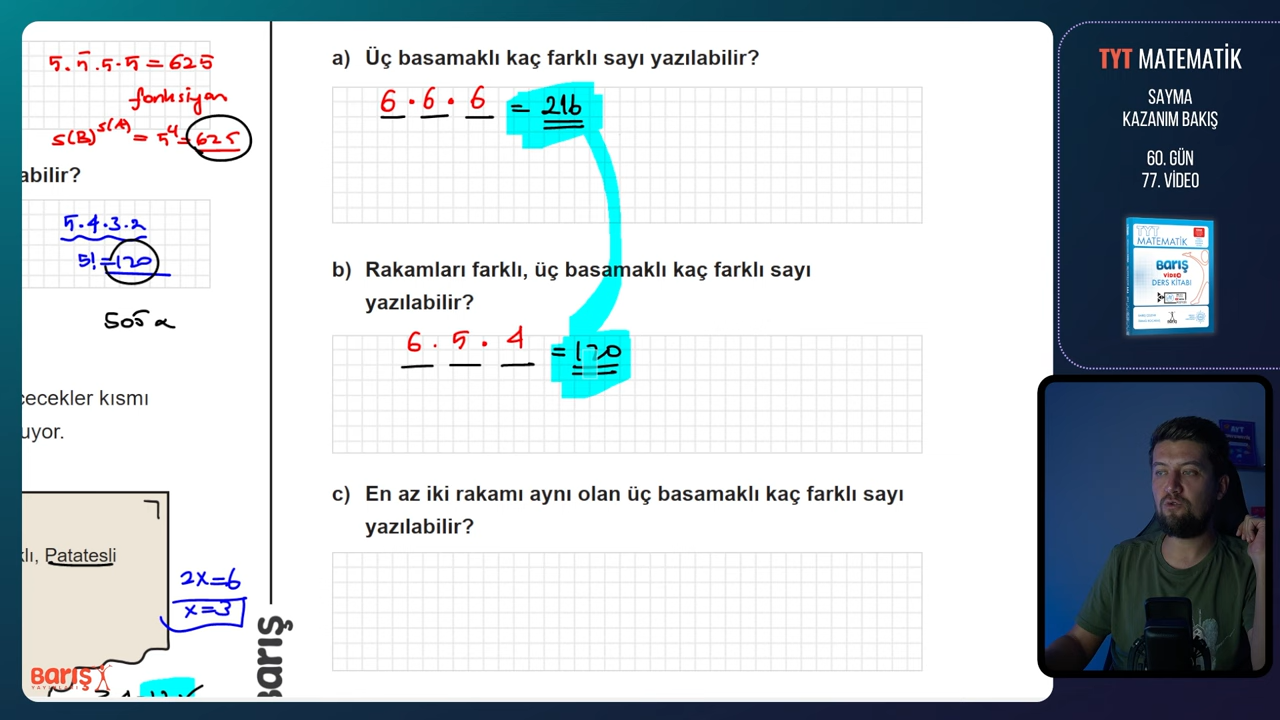 5.5.5.5=625
fonksiyon
s(B)^s(A) = 5^4 = 625
abilir?
5.4.3.2
5!=120
505
cecekler kısmı
uyor.
klı, Patatesli
2x=6
x=3
BARIŞ
YAYINLARI
BARIŞ
a) Üç basamaklı kaç farklı sayı yazılabilir?
6 . 6 . 6 = 216
b) Rakamları farklı, üç basamaklı kaç farklı sayı
yazılabilir?
6 . 5 . 4 = 120
c) En az iki rakamı aynı olan üç basamaklı kaç farklı sayı
yazılabilir?
TYT MATEMATİK
SAYMA
KAZANIM BAKIŞ
60. GÜN
77. VİDEO
TYT
MATEMATİK
BARIŞ
VİDEO
DERS KİTABI